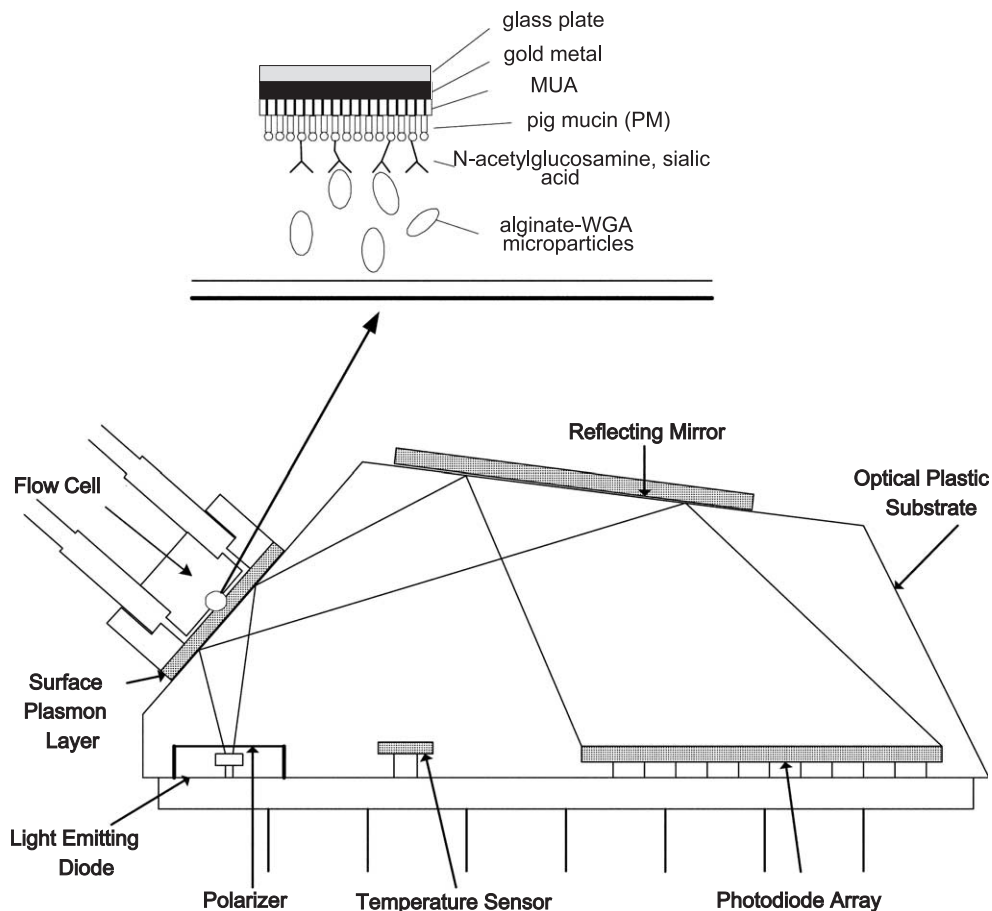 glass plate
gold metal
MUA
pig mucin (PM)
N-acetylglucosamine, sialic
acid
alginate-WGA
microparticles
Reflecting Mirror
Optical Plastic
Substrate
Flow Cell
Surface
Plasmon
Layer
Light Emitting
Diode
Polarizer
Temperature Sensor
Photodiode Array